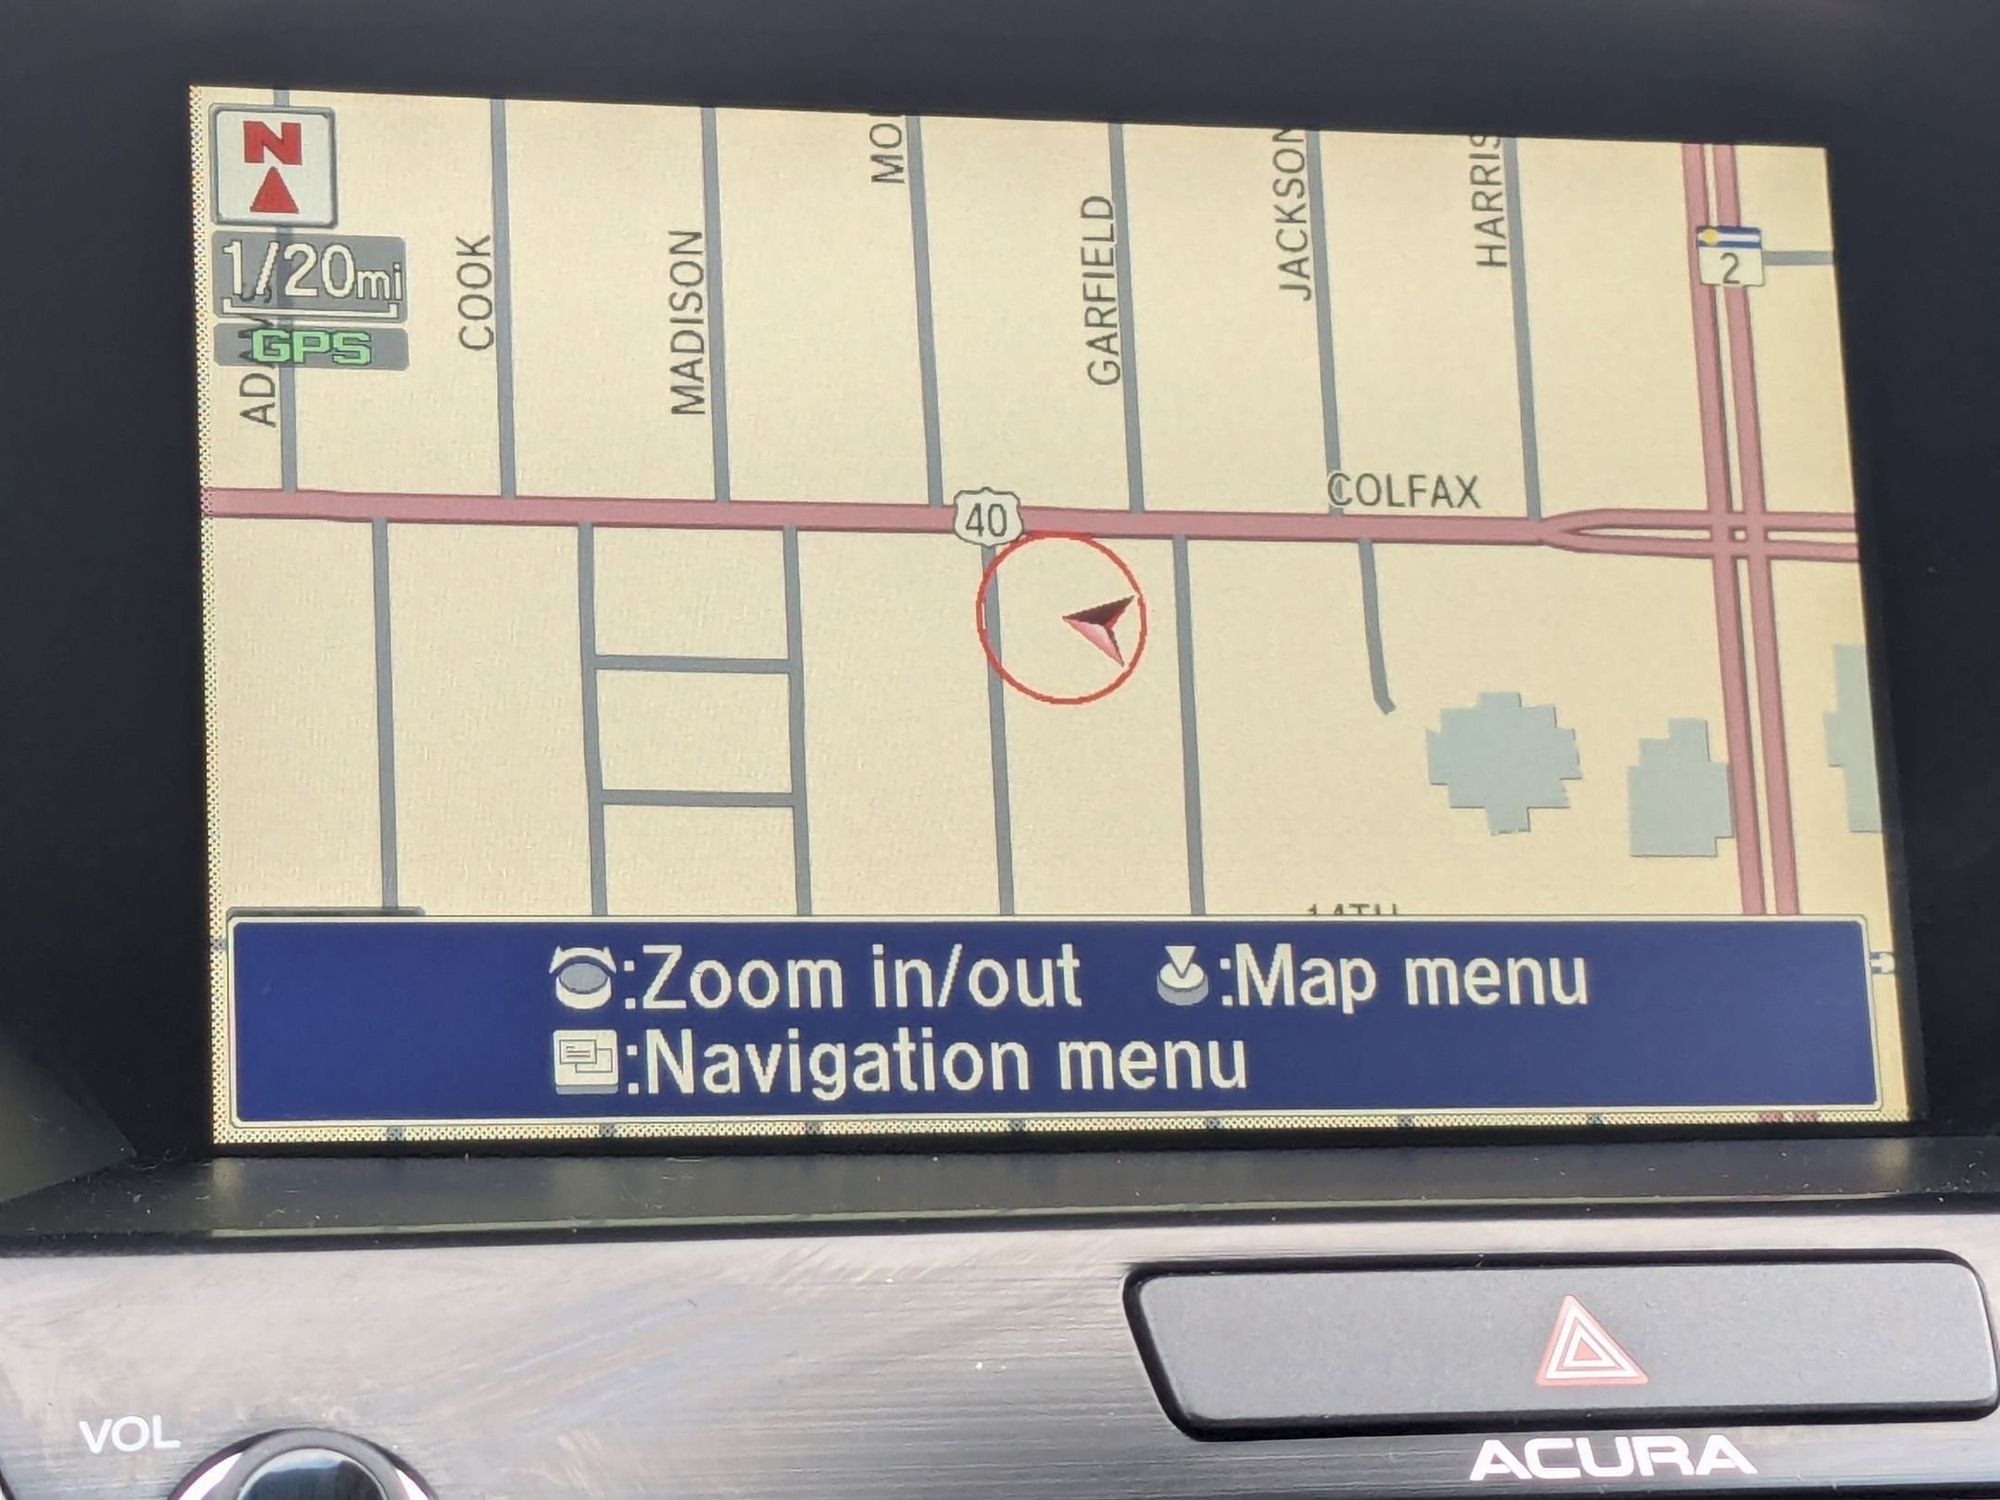 N
1/20mi
GPS
COOK
MADISON
MO
GARFIELD
JACKSON
HARRIS
2
40
COLFAX
:Zoom in/out :Map menu
:Navigation menu
VOL
ACURA